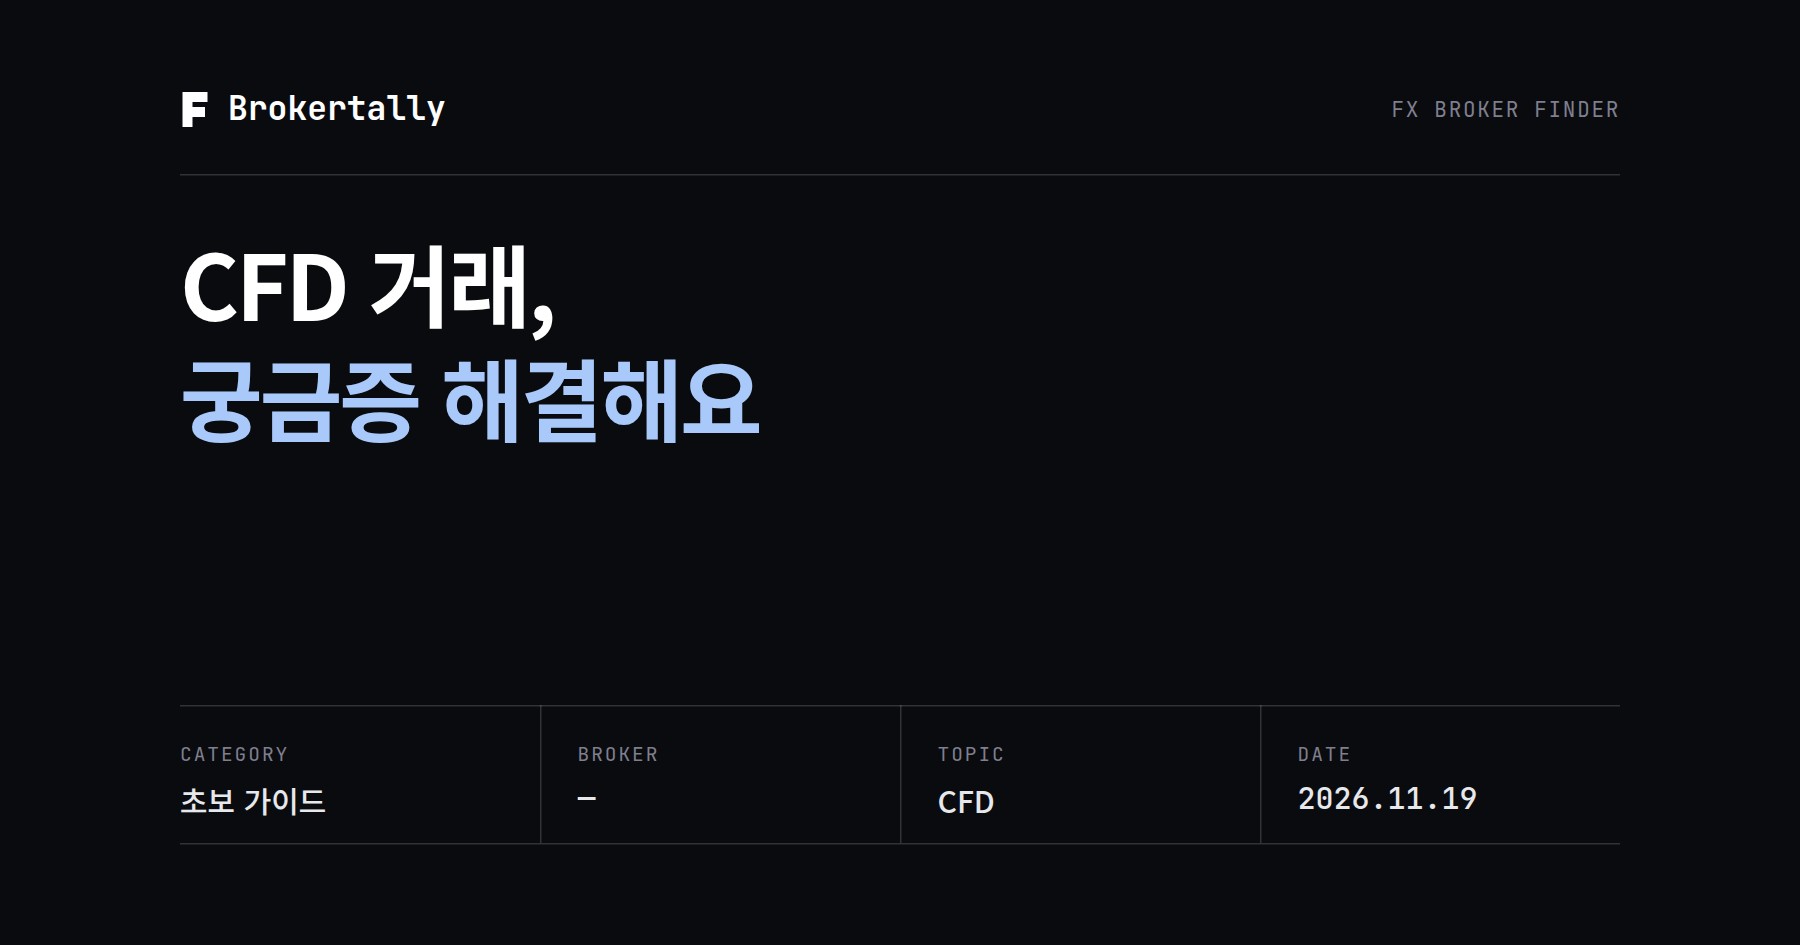 Brokertally
FX BROKER FINDER
CFD 거래,
궁금증 해결해요
CATEGORY
초보 가이드
BROKER
—
TOPIC
CFD
DATE
2026.11.19